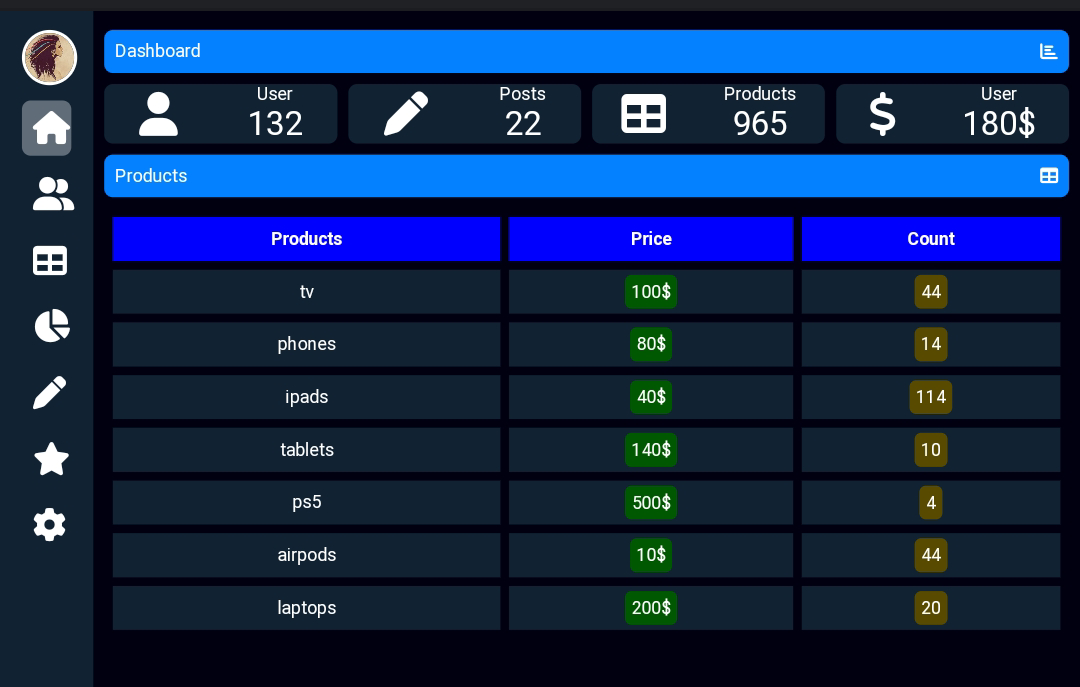 Dashboard
User Posts Products User
132 22 965 180$
Products
Products Price Count
tv 100$ 44
phones 80$ 14
ipads 40$ 114
tablets 140$ 10
ps5 500$ 4
airpods 10$ 44
laptops 200$ 20